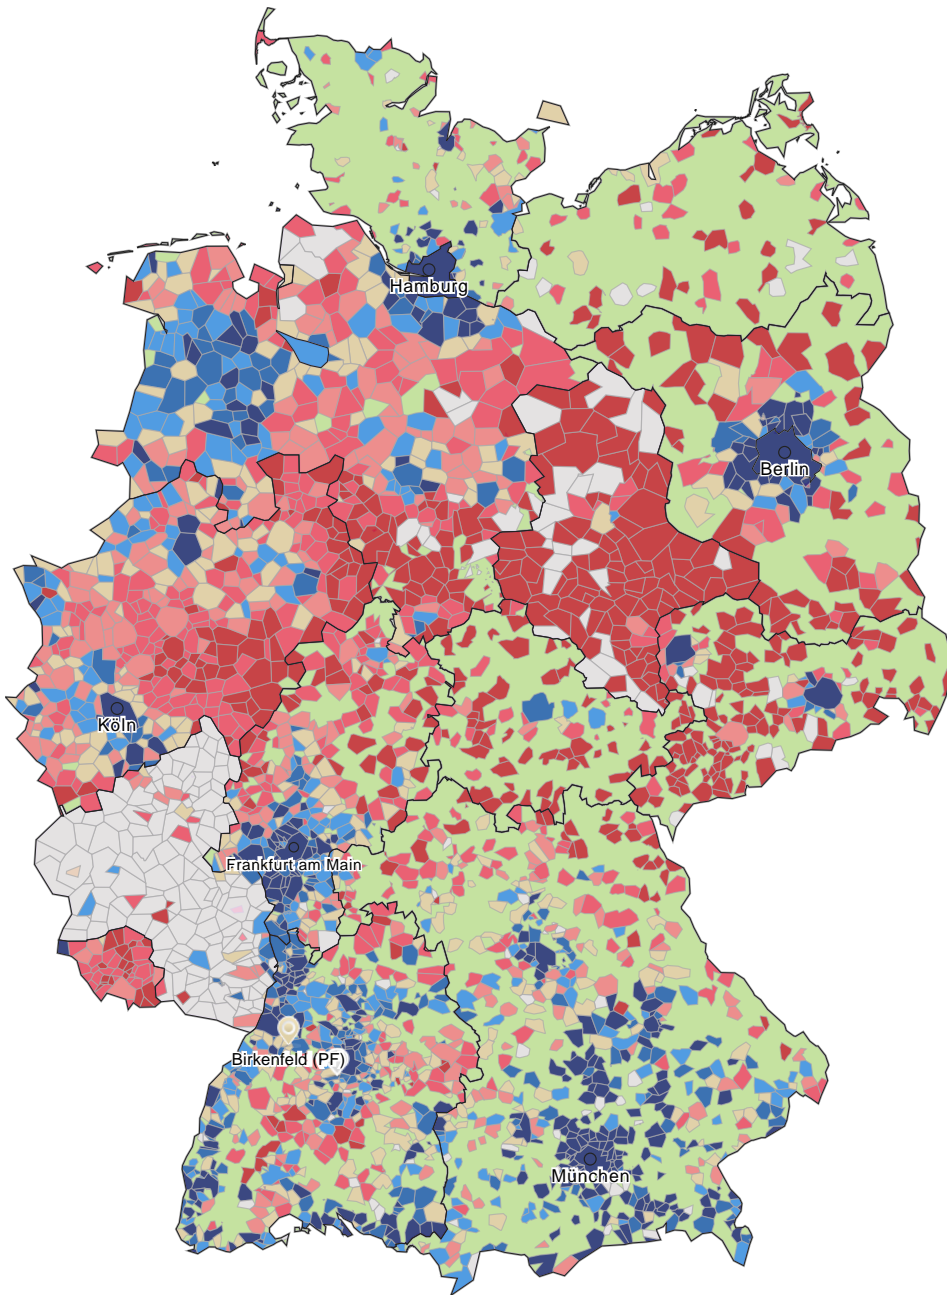 Hamburg
Berlin
Köln
Frankfurt am Main
Birkenfeld (PF)
München